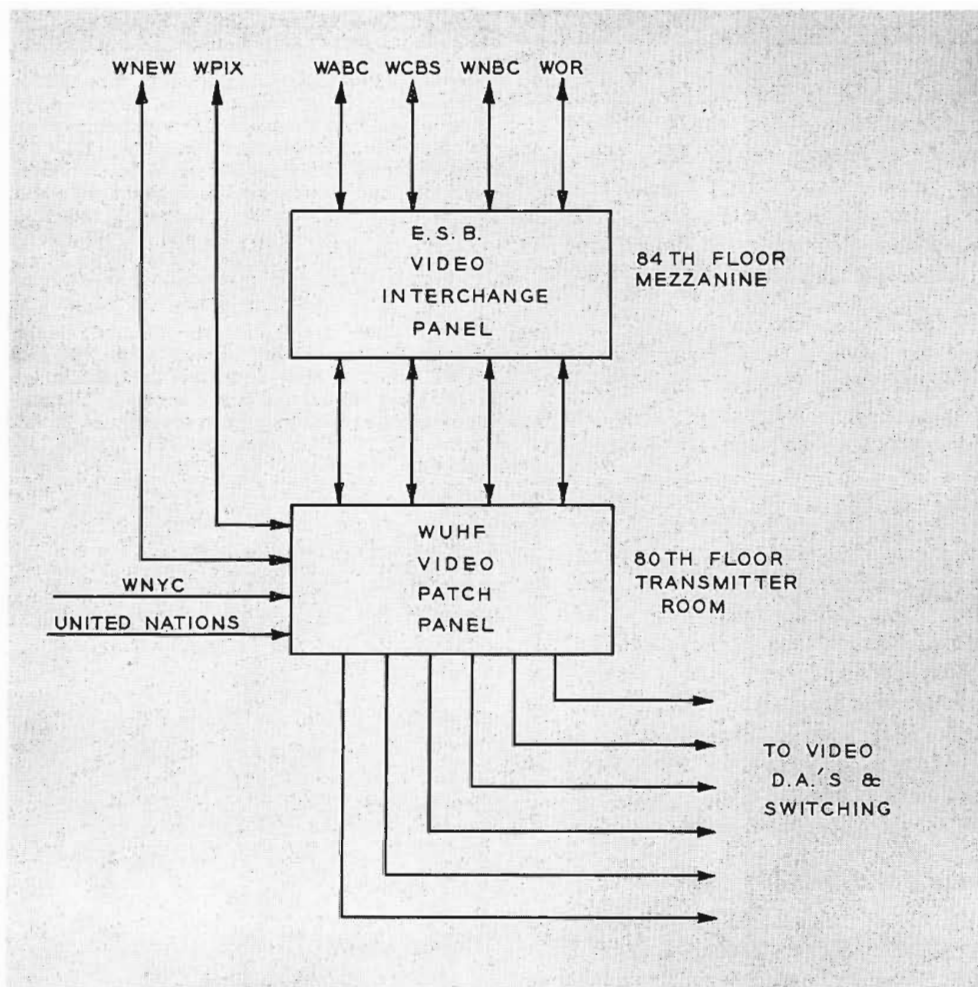 WNEW WPIX WABC WCBS WNBC WOR
E.S.B.
VIDEO
INTERCHANGE
PANEL
84TH FLOOR
MEZZANINE
WUHF
VIDEO
PATCH
PANEL
80TH FLOOR
TRANSMITTER
ROOM
WNYC
UNITED NATIONS
TO VIDEO
D.A.'S &
SWITCHING